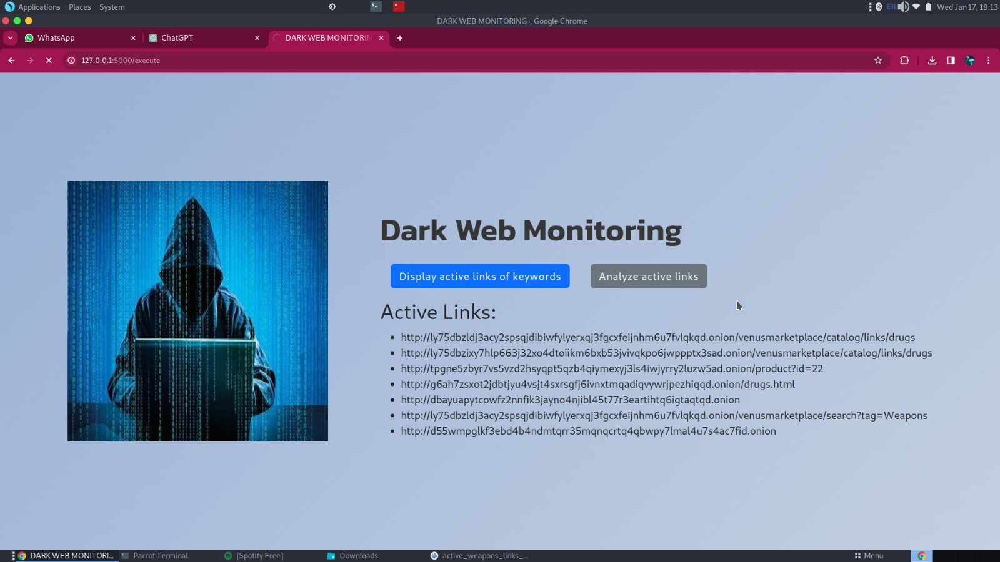 Applications Places System
EN Wed Jan 17, 19:13
DARK WEB MONITORING - Google Chrome
WhatsApp ChatGPT DARK WEB MONITORIN
127.0.0.1:5000/execute
Dark Web Monitoring
Display active links of keywords Analyze active links
Active Links:
http://ly75dbzldj3acy2spsqjdibiwfylyerxqj3fgcxfeijnhm6u7fvlqkqd.onion/venusmarketplace/catalog/links/drugs
http://ly75dbzixy7hlp663j32xo4dtoiikm6bxb53jvivqkpo6jwppptx3sad.onion/venusmarketplace/catalog/links/drugs
http://tpgne5zbyr7vs5vzd2hsyqpt5qzb4qiymexyj3ls4iwjyrry2luzw5ad.onion/product?id=22
http://g6ah7zsxot2jdbtjyu4vsjt4sxrsgfj6ivnxtmqadiqvywrjpezhiqqd.onion/drugs.html
http://dbayuapytcowfz2nnfik3jayno4njibl45t77r3eartihtq6igtaqtqd.onion
http://ly75dbzldj3acy2spsqjdibiwfylyerxqj3fgcxfeijnhm6u7fvlqkqd.onion/venusmarketplace/search?tag=Weapons
http://d55wmpglkf3ebd4b4ndmtqrr35mqnqcrtq4qbwpy7lmal4u7s4ac7fid.onion
DARK WEB MONITORI... Parrot Terminal [Spotify Free] Downloads active_weapons_links_... Menu